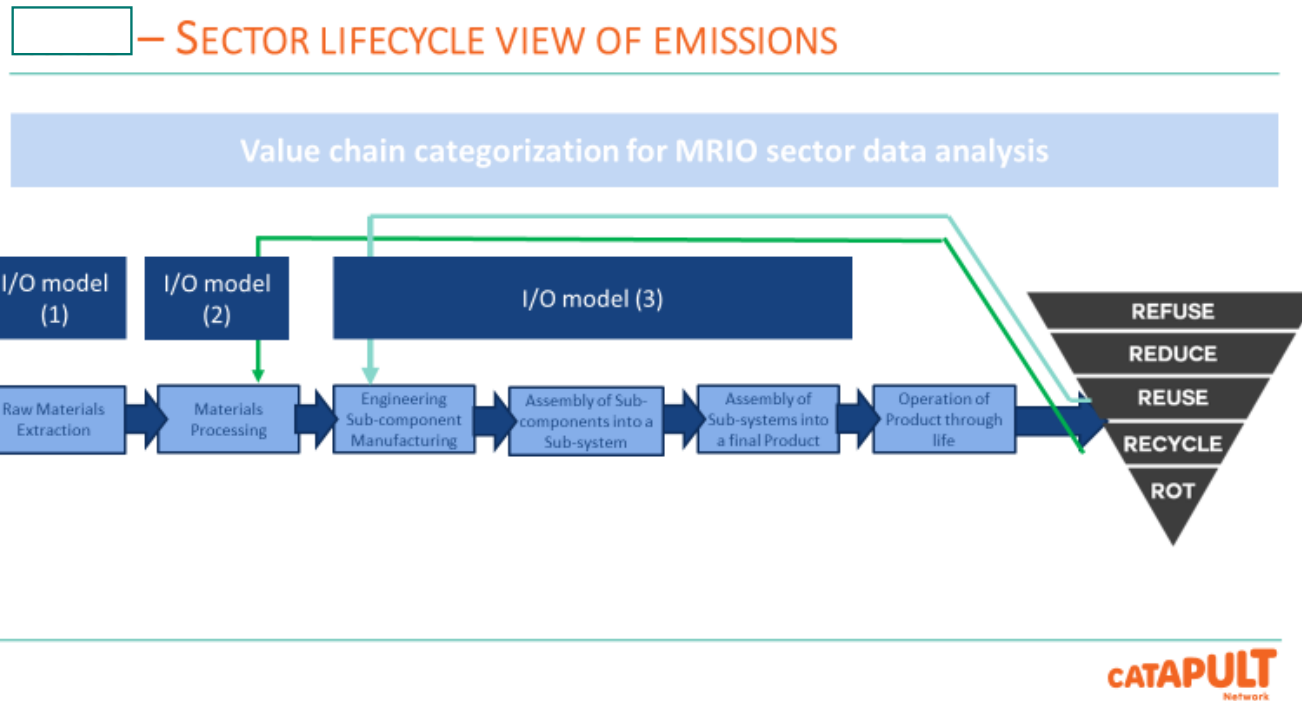 – SECTOR LIFECYCLE VIEW OF EMISSIONS
Value chain categorization for MRIO sector data analysis
I/O model
(1)
I/O model
(2)
I/O model (3)
Raw Materials
Extraction
Materials
Processing
Engineering
Sub-component
Manufacturing
Assembly of Sub-
components into a
Sub-system
Assembly of
Sub-systems into
a final Product
Operation of
Product through
life
REFUSE
REDUCE
REUSE
RECYCLE
ROT
CATAPULT
Network